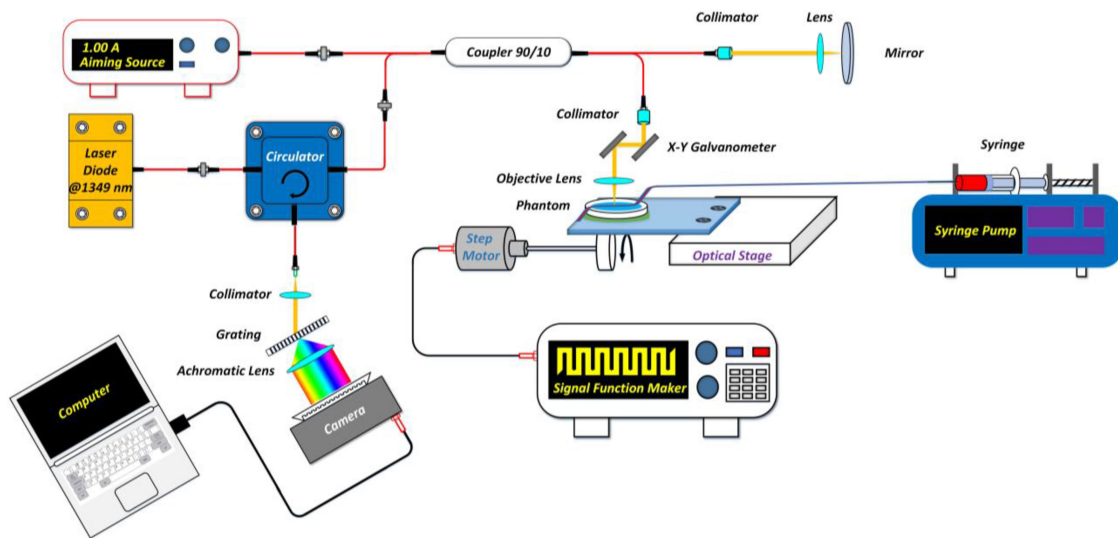 1.00 A
Aiming Source
Coupler 90/10
Collimator
Lens
Mirror
Laser
Diode
@1349 nm
Circulator
Collimator
X-Y Galvanometer
Objective Lens
Phantom
Syringe
Syringe Pump
Step
Motor
Optical Stage
Collimator
Grating
Achromatic Lens
Camera
Computer
Signal Function Maker